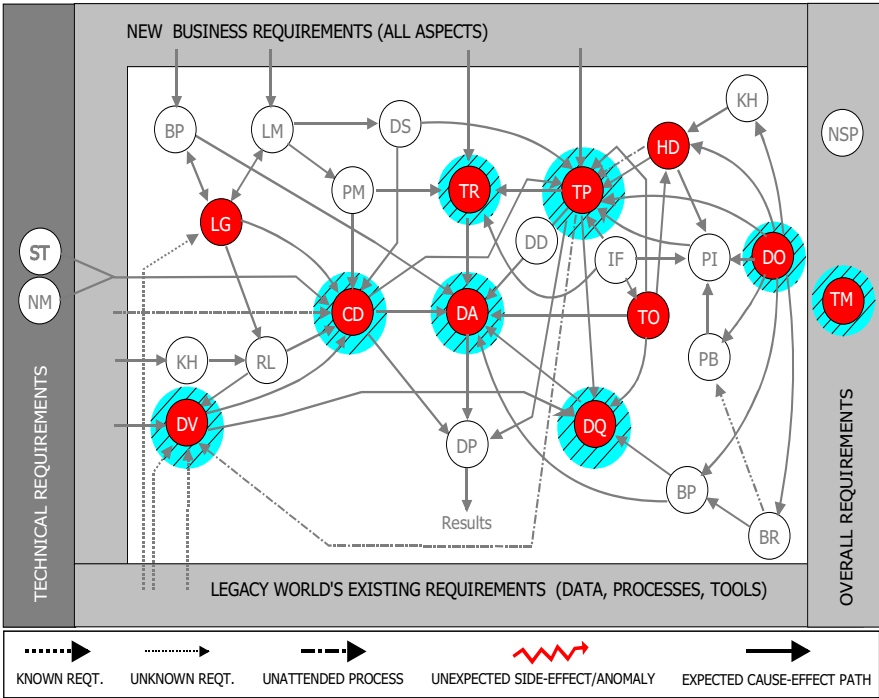 NEW BUSINESS REQUIREMENTS (ALL ASPECTS)
KH
BP
LM
DS
HD
NSP
PM
TR
TP
LG
DD
IF
PI
DO
ST
NM
CD
DA
TO
TM
KH
RL
PB
DV
DQ
DP
BP
BR
Results
TECHNICAL REQUIREMENTS
OVERALL REQUIREMENTS
LEGACY WORLD'S EXISTING REQUIREMENTS (DATA, PROCESSES, TOOLS)
KNOWN REQT.
UNKNOWN REQT.
UNATTENDED PROCESS
UNEXPECTED SIDE-EFFECT/ANOMALY
EXPECTED CAUSE-EFFECT PATH